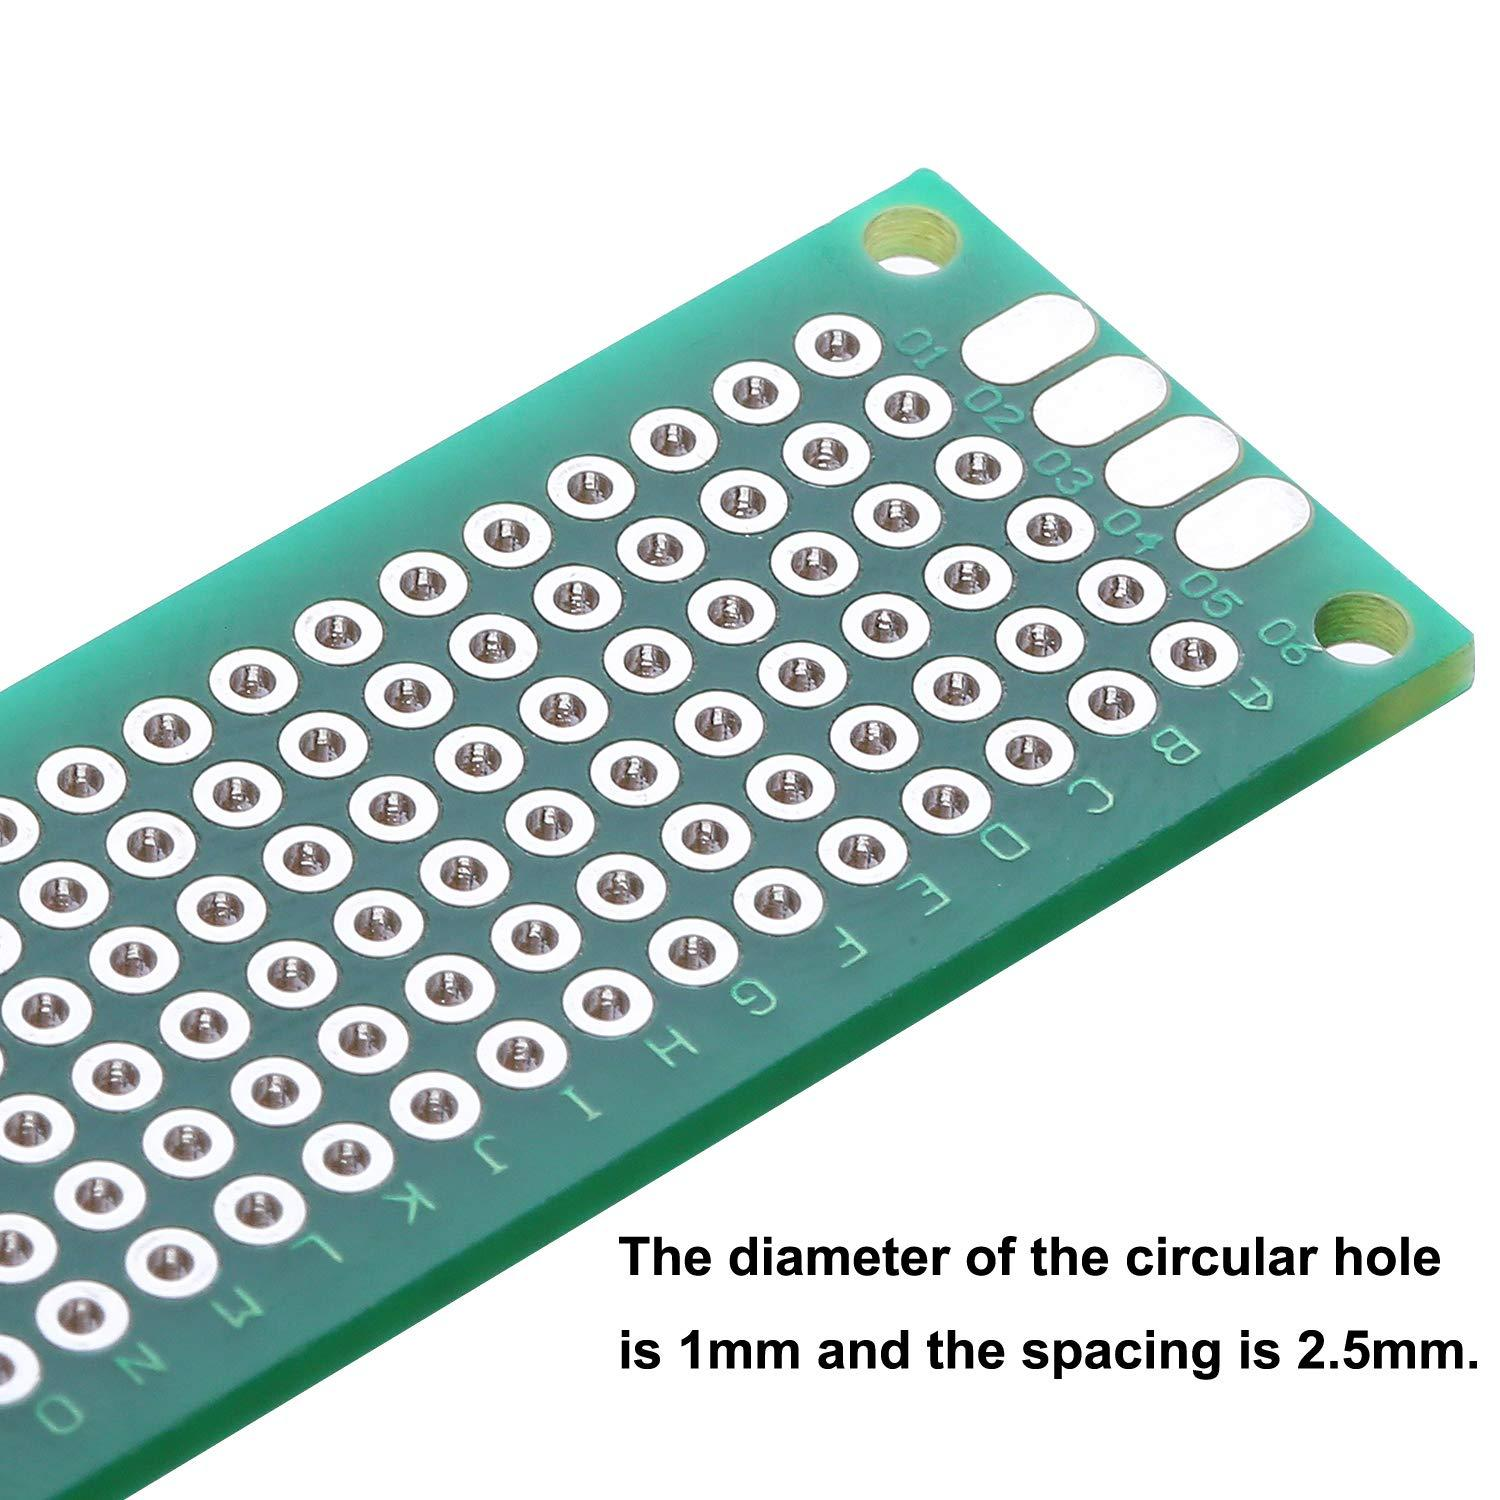 01
02
03
04
05
06
A
B
C
D
E
F
G
H
I
J
K
L
M
N
O
The diameter of the circular hole
is 1mm and the spacing is 2.5mm.